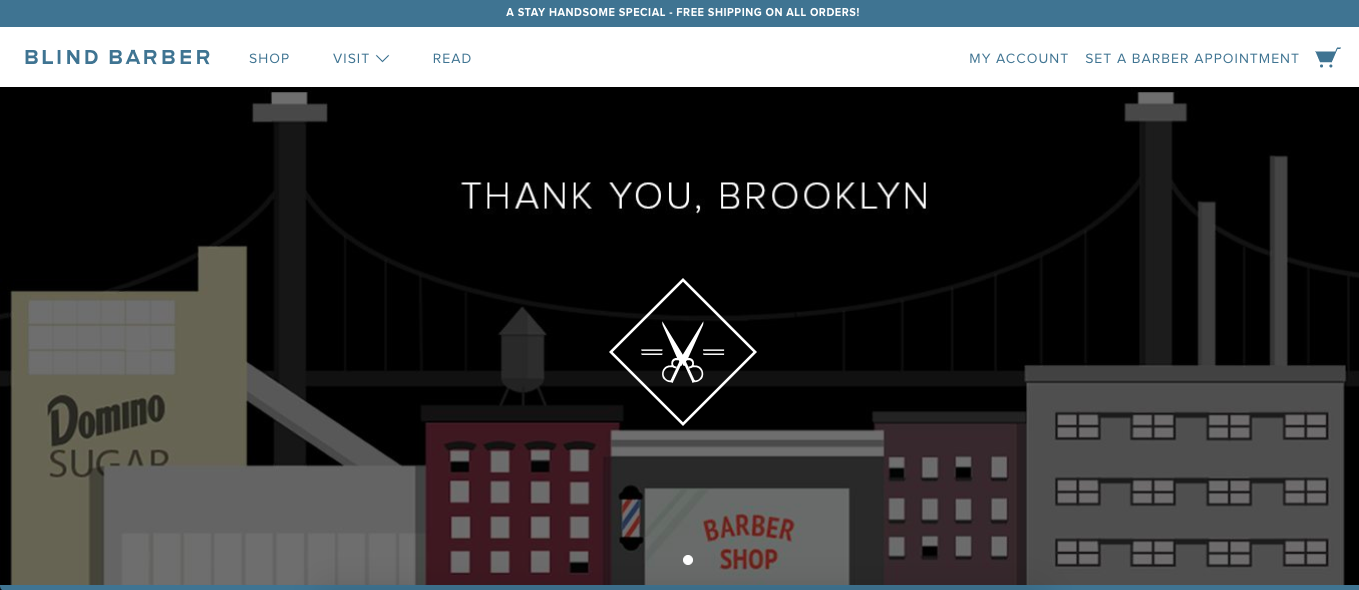 A STAY HANDSOME SPECIAL - FREE SHIPPING ON ALL ORDERS!
BLIND BARBER
SHOP
VISIT
READ
MY ACCOUNT
SET A BARBER APPOINTMENT
THANK YOU, BROOKLYN
Domino
SUGAR
BARBER
SHOP